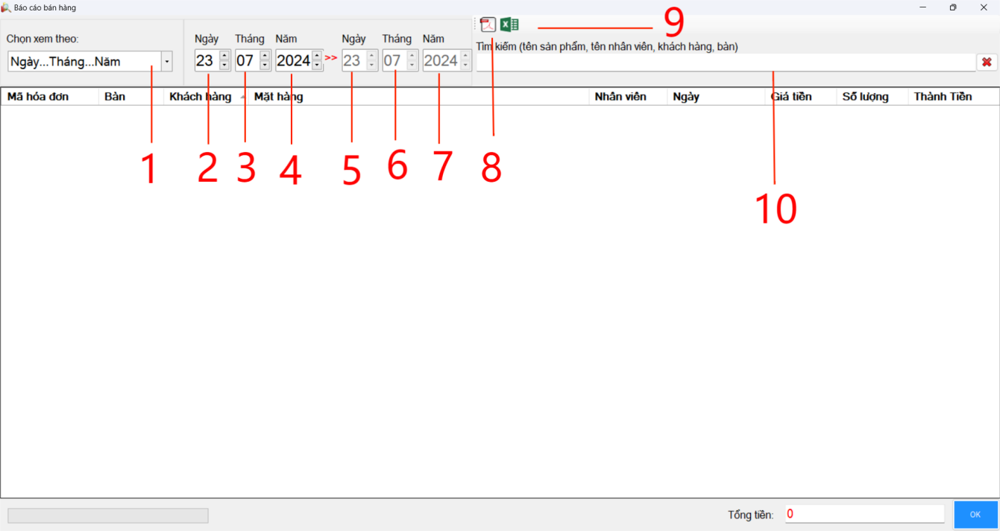 Báo cáo bán hàng
9
Chọn xem theo:
Ngày Tháng Năm Ngày Tháng Năm
Tìm kiếm (tên sản phẩm, tên nhân viên, khách hàng, bàn)
Ngày...Tháng...Năm 23 07 2024 >> 23 07 2024
Mã hóa đơn Bàn Khách hàng Mặt hàng Nhân viên Ngày Giá tiền Số lượng Thành Tiền
1 2 3 4 5 6 7 8
10
Tổng tiền: 0 OK